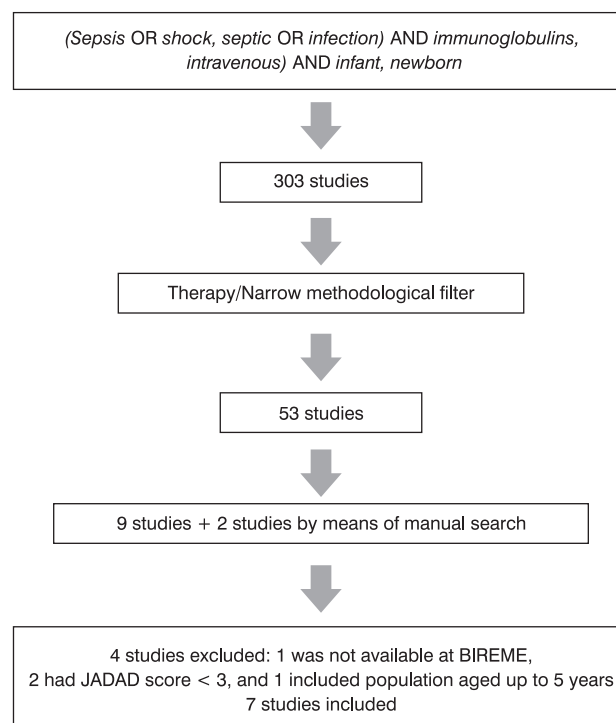 (Sepsis OR shock, septic OR infection) AND immunoglobulins,
intravenous) AND infant, newborn
303 studies
Therapy/Narrow methodological filter
53 studies
9 studies + 2 studies by means of manual search
4 studies excluded: 1 was not available at BIREME,
2 had JADAD score < 3, and 1 included population aged up to 5 years
7 studies included